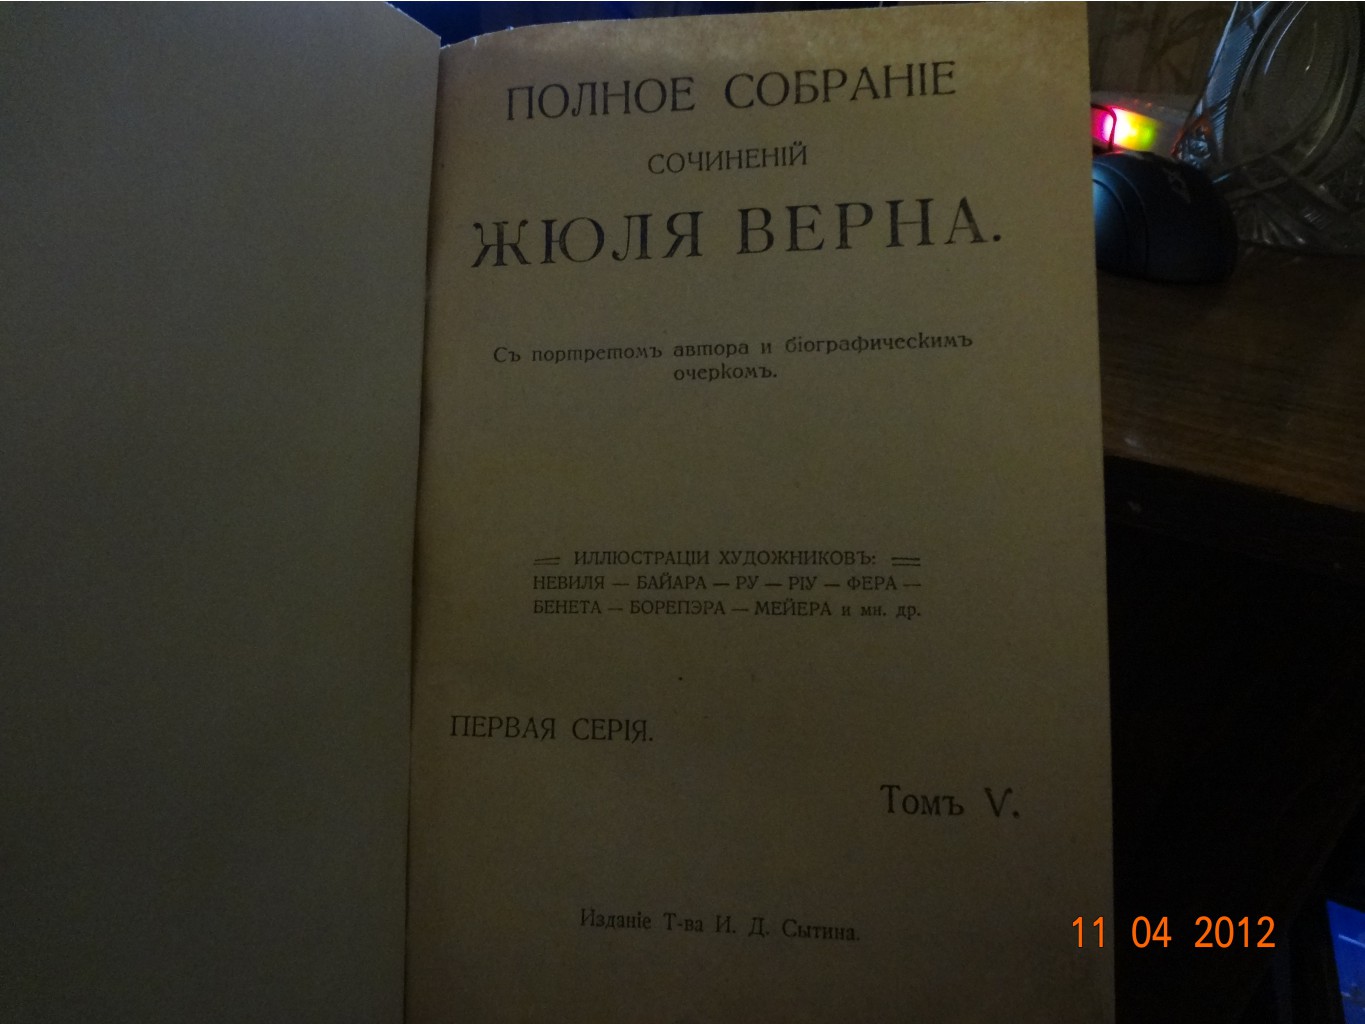 ПОЛНОЕ СОБРАНІЕ
СОЧИНЕНІЙ
ЖЮЛЯ ВЕРНА.
Съ портретомъ автора и біографическимъ
очеркомъ.
ИЛЛЮСТРАЦІИ ХУДОЖНИКОВЪ:
НЕВИЛЯ — БАЙАРА — РУ — РІУ — ФЕРА —
БЕНЕТА — БОРЕПЭРА — МЕЙЕРА и мн. др.
ПЕРВАЯ СЕРІЯ.
Томъ V.
Изданіе Т-ва И. Д. Сытина.
11 04 2012